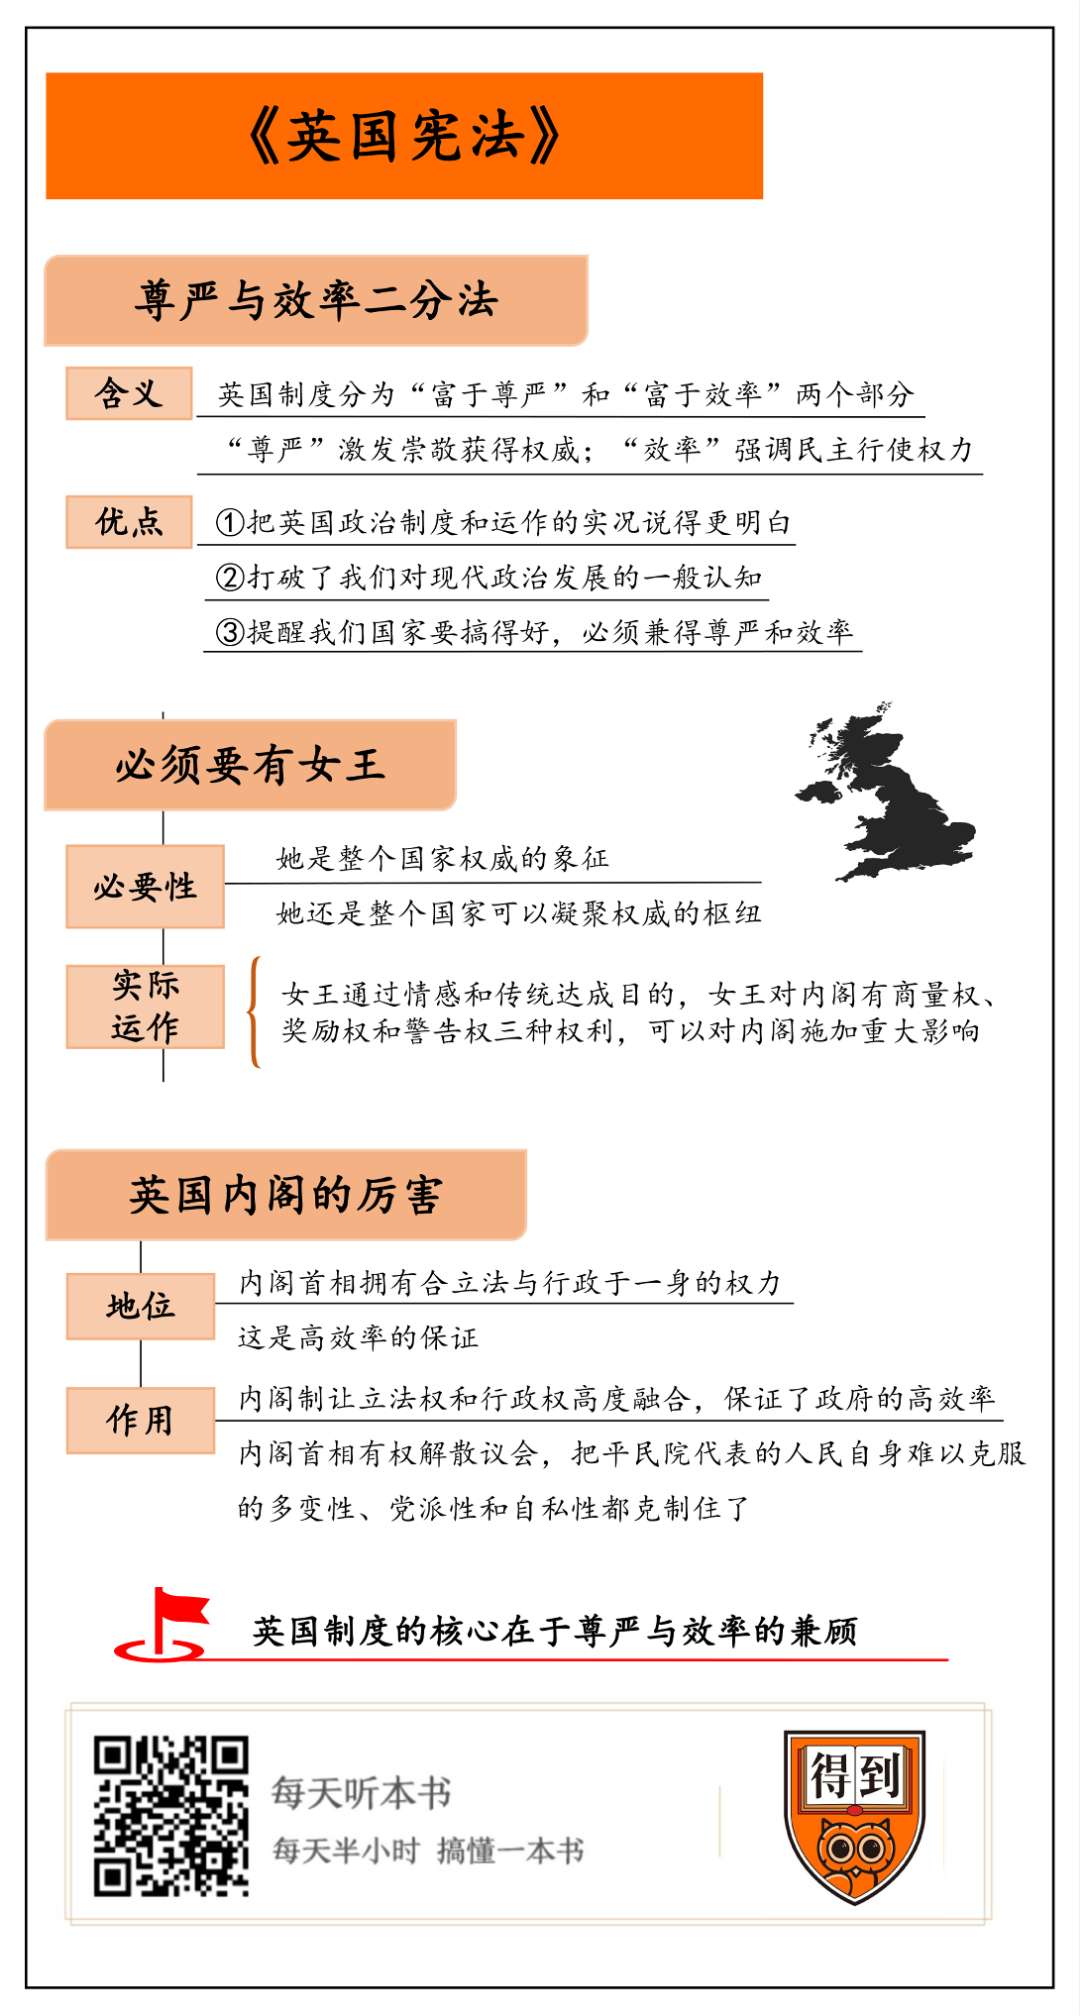 《英国宪法》
尊严与效率二分法
含义
英国制度分为“富于尊严”和“富于效率”两个部分
“尊严”激发崇敬获得权威；“效率”强调民主行使权力
优点
①把英国政治制度和运作的实况说得更明白
②打破了我们对现代政治发展的一般认知
③提醒我们国家要搞得好，必须兼得尊严和效率
必须要有女王
必要性
她是整个国家权威的象征
她还是整个国家可以凝聚权威的枢纽
实际
运作
女王通过情感和传统达成目的，女王对内阁有商量权、
奖励权和警告权三种权利，可以对内阁施加重大影响
英国内阁的厉害
地位
内阁首相拥有合立法与行政于一身的权力
这是高效率的保证
作用
内阁制让立法权和行政权高度融合，保证了政府的高效率
内阁首相有权解散议会，把平民院代表的人民自身难以克服
的多变性、党派性和自私性都克制住了
英国制度的核心在于尊严与效率的兼顾
每天听本书
每天半小时 搞懂一本书
得到